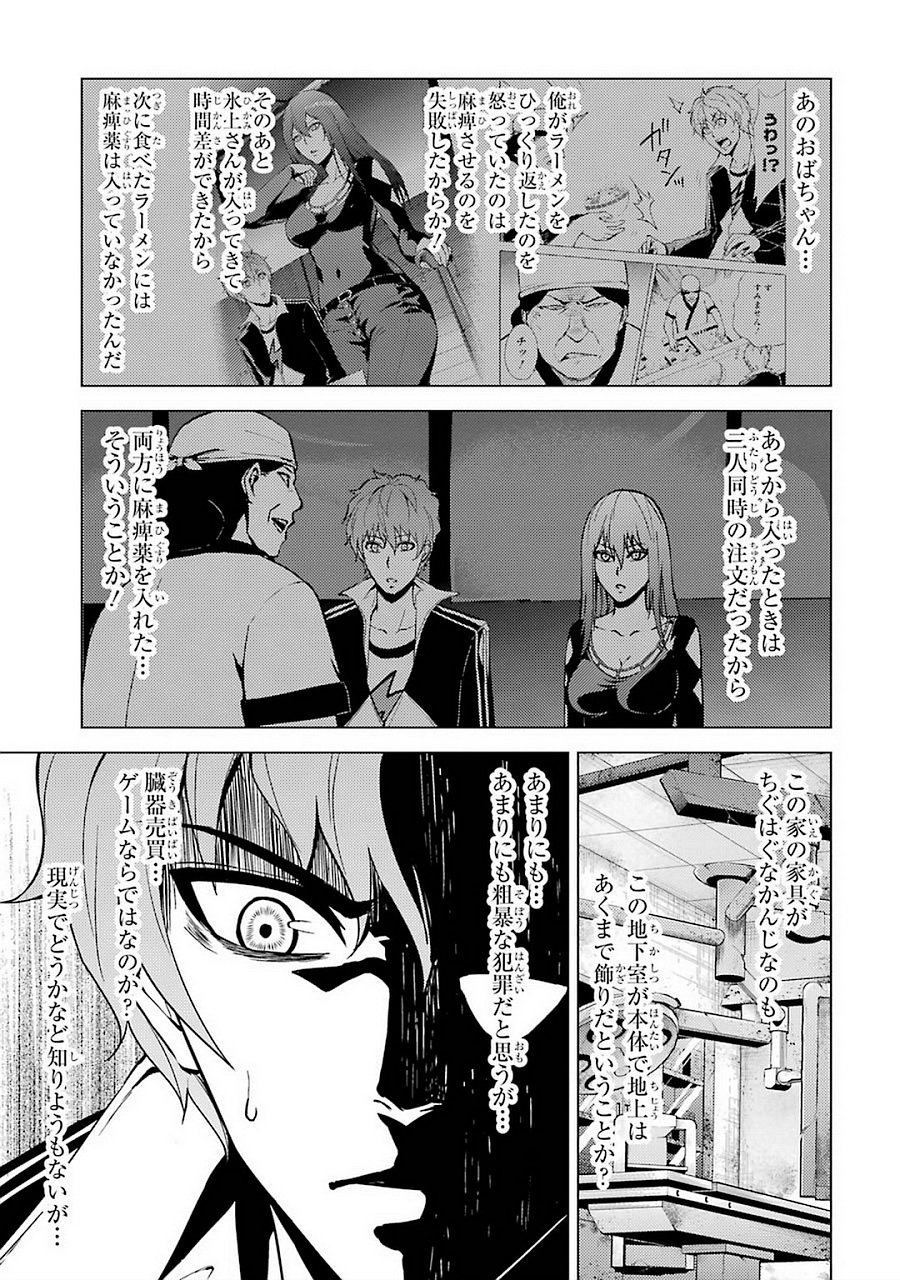 あのおばちゃん…
うわっ!?
俺がラーメンを
ひっくり返したのを
怒っていたのは
麻痺させるのを
失敗したからか!
す
すみません…
チッ!
そのあと
氷上さんが入ってきて
時間差ができたから
次に食べたラーメンには
麻痺薬は入っていなかったんだ
あとから入ったときは
二人同時の注文だったから
両方に麻痺薬を入れた…
そういうことか!
この家の家具が
ちぐはぐなかんじなのも
この地下室が本体で地上は
あくまで飾りだということか?
あまりにも…
あまりにも粗暴な犯罪だと思うが…
臓器売買…
ゲームならではなのか?
現実でどうかなど知りようもないが…